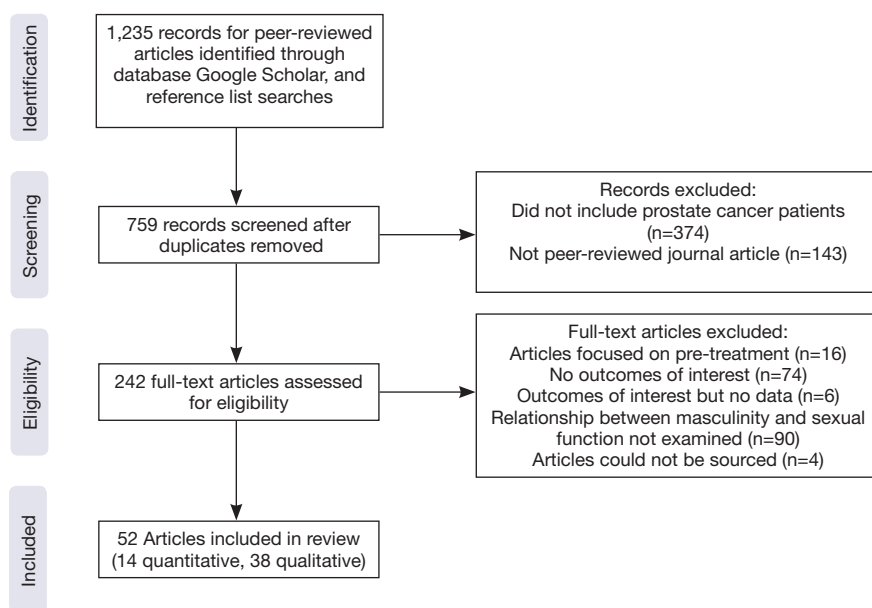 Identification
1,235 records for peer-reviewed
articles identified through
database Google Scholar, and
reference list searches
Screening
759 records screened after
duplicates removed
Records excluded:
Did not include prostate cancer patients
(n=374)
Not peer-reviewed journal article (n=143)
Eligibility
242 full-text articles assessed
for eligibility
Full-text articles excluded:
Articles focused on pre-treatment (n=16)
No outcomes of interest (n=74)
Outcomes of interest but no data (n=6)
Relationship between masculinity and sexual
function not examined (n=90)
Articles could not be sourced (n=4)
Included
52 Articles included in review
(14 quantitative, 38 qualitative)